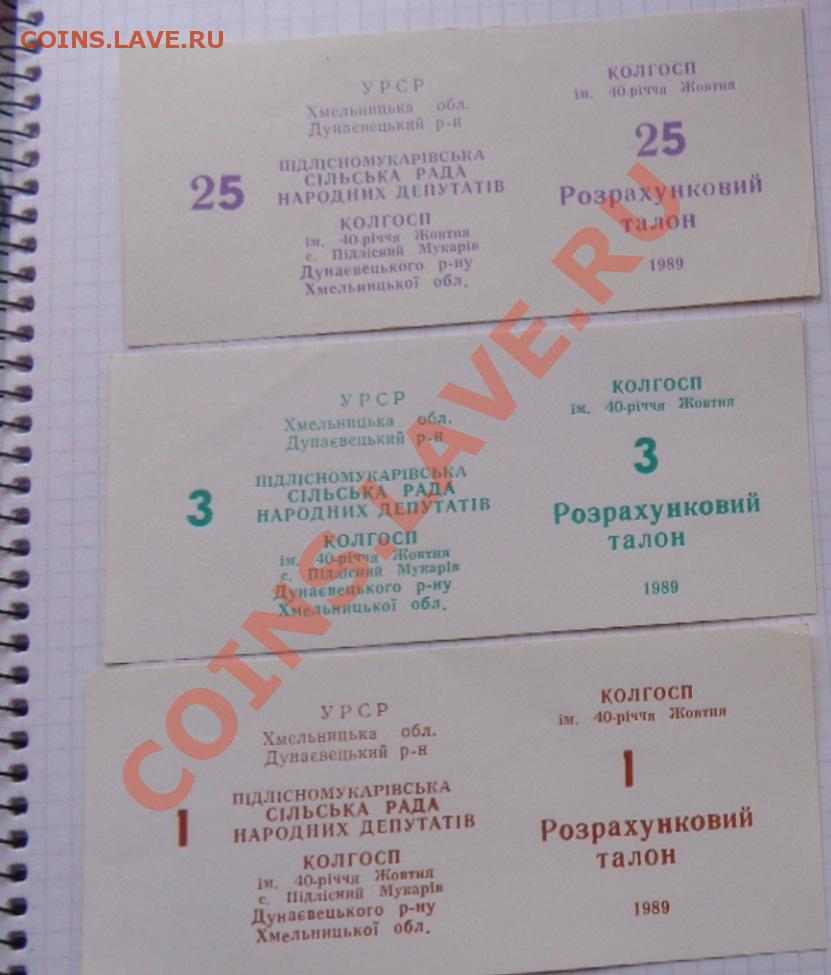 COINS.LAVE.RU
УРСР
Хмельницька обл.
Дунаєвецький р-н
25
ПІДЛІСНОМУКАРІВСЬКА
СІЛЬСЬКА РАДА
НАРОДНИХ ДЕПУТАТІВ
КОЛГОСП
ім. 40-річчя Жовтня
с. Підлісний Мукарів
Дунаєвецького р-ну
Хмельницької обл.
КОЛГОСП
ім. 40-річчя Жовтня
25
Розрахунковий
талон
1989
УРСР
Хмельницька обл.
Дунаєвецький р-н
3
ПІДЛІСНОМУКАРІВСЬКА
СІЛЬСЬКА РАДА
НАРОДНИХ ДЕПУТАТІВ
КОЛГОСП
ім. 40-річчя Жовтня
с. Підлісний Мукарів
Дунаєвецького р-ну
Хмельницької обл.
КОЛГОСП
ім. 40-річчя Жовтня
3
Розрахунковий
талон
1989
УРСР
Хмельницька обл.
Дунаєвецький р-н
1
ПІДЛІСНОМУКАРІВСЬКА
СІЛЬСЬКА РАДА
НАРОДНИХ ДЕПУТАТІВ
КОЛГОСП
ім. 40-річчя Жовтня
с. Підлісний Мукарів
Дунаєвецького р-ну
Хмельницької обл.
КОЛГОСП
ім. 40-річчя Жовтня
1
Розрахунковий
талон
1989
COINS.LAVE.RU